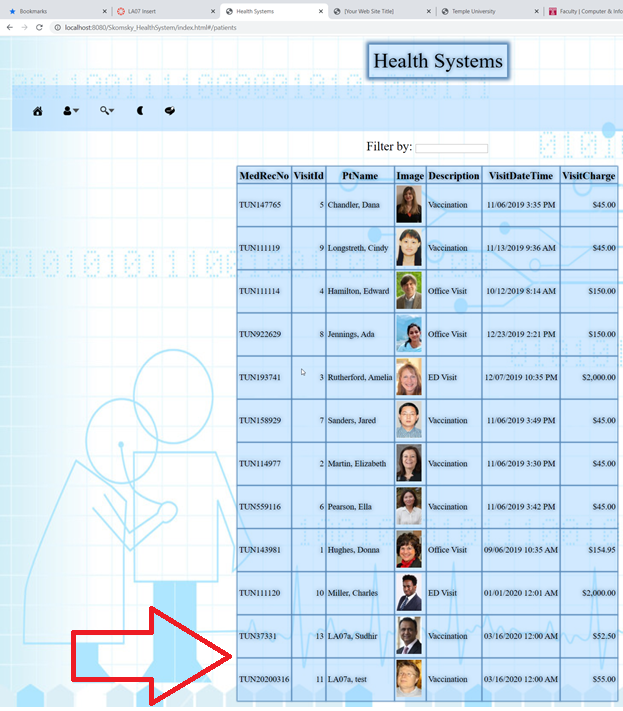 Bookmarks LA07 Insert Health Systems [Your Web Site Title] Temple University Faculty | Computer & Info
localhost:8080/Skomsky_HealthSystem/index.html#/patients
Health Systems
Filter by:
MedRecNo VisitId PtName Image Description VisitDateTime VisitCharge
TUN147765 5 Chandler, Dana Vaccination 11/06/2019 3:35 PM $45.00
TUN111119 9 Longstreth, Cindy Vaccination 11/13/2019 9:36 AM $45.00
TUN111114 4 Hamilton, Edward Office Visit 10/12/2019 8:14 AM $150.00
TUN922629 8 Jennings, Ada Office Visit 12/23/2019 2:21 PM $150.00
TUN193741 3 Rutherford, Amelia ED Visit 12/07/2019 10:35 PM $2,000.00
TUN158929 7 Sanders, Jared Vaccination 11/06/2019 3:49 PM $45.00
TUN114977 2 Martin, Elizabeth Vaccination 11/06/2019 3:30 PM $45.00
TUN559116 6 Pearson, Ella Vaccination 11/06/2019 3:42 PM $45.00
TUN143981 1 Hughes, Donna Office Visit 09/06/2019 10:35 AM $154.95
TUN111120 10 Miller, Charles ED Visit 01/01/2020 12:01 AM $2,000.00
TUN37331 13 LA07a, Sudhir Vaccination 03/16/2020 12:00 AM $52.50
TUN20200316 11 LA07a, test Vaccination 03/16/2020 12:00 AM $55.00